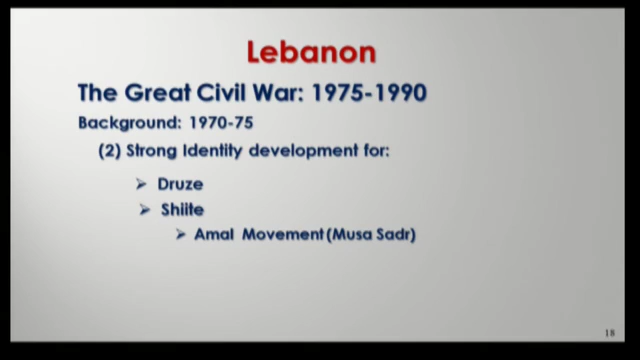 Lebanon
The Great Civil War: 1975-1990
Background: 1970-75
(2) Strong Identity development for:
Druze
Shiite
Amal Movement (Musa Sadr)
18